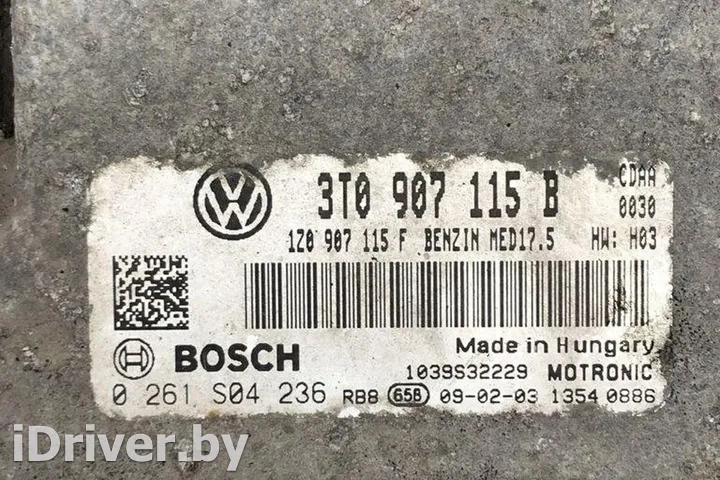 3T0 907 115 B CDAA
0030
1Z0 907 115 F BENZIN MED17.5 HW: H03
BOSCH Made in Hungary
1039S32229 MOTRONIC
0 261 S04 236 RB8 658 09-02-03 1354 0886
iDriver.by